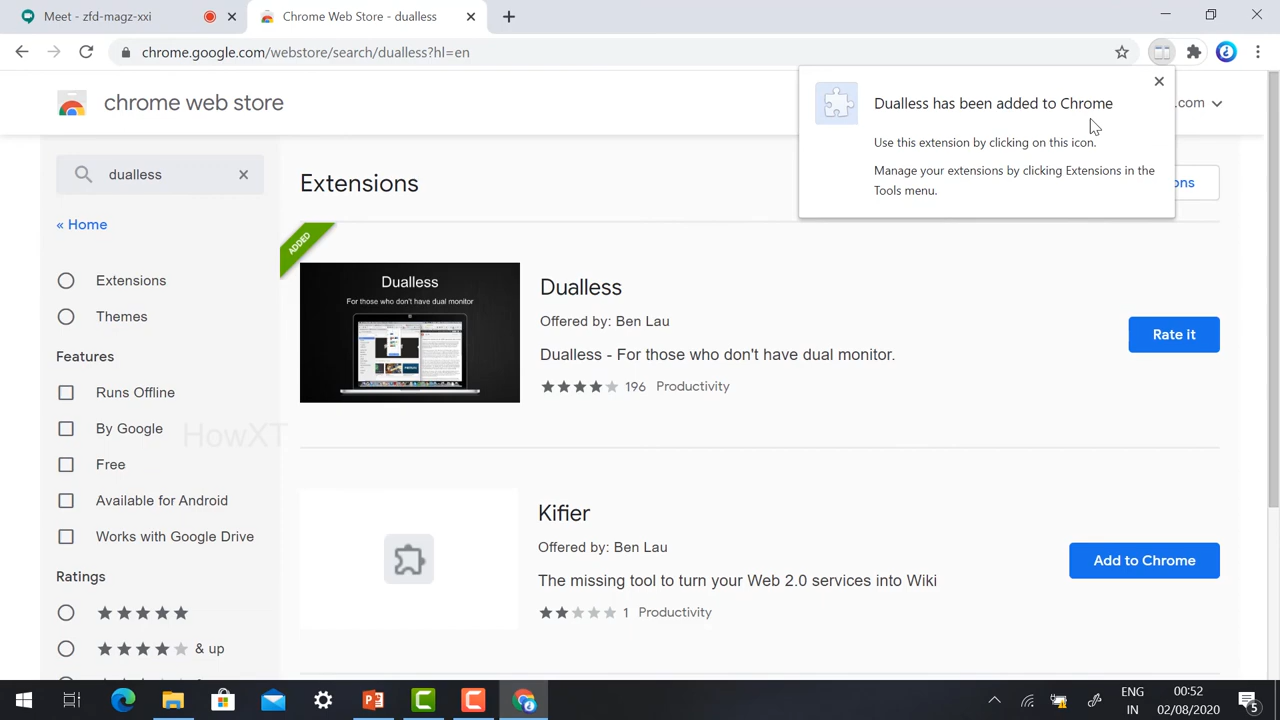 Meet - zfd-magz-xxi
Chrome Web Store - dualless
chrome.google.com/webstore/search/dualless?hl=en
chrome web store
.com
Dualless has been added to Chrome
Use this extension by clicking on this icon.
Manage your extensions by clicking Extensions in the
Tools menu.
dualless
« Home
Extensions
Themes
Features
Runs Offline
By Google
Free
Available for Android
Works with Google Drive
Ratings
& up
HowXT
Extensions
ons
ADDED
Dualless
For those who don't have dual monitor
Dualless
Offered by: Ben Lau
Dualless - For those who don't have dual monitor.
196 Productivity
Rate it
Kifier
Offered by: Ben Lau
The missing tool to turn your Web 2.0 services into Wiki
1 Productivity
Add to Chrome
ENG
IN
00:52
02/08/2020
5